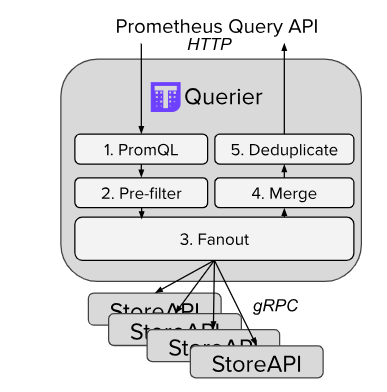 Prometheus Query API
HTTP
Querier
1. PromQL
5. Deduplicate
2. Pre-filter
4. Merge
3. Fanout
gRPC
StoreAPI
StoreAPI
StoreAPI
StoreAPI